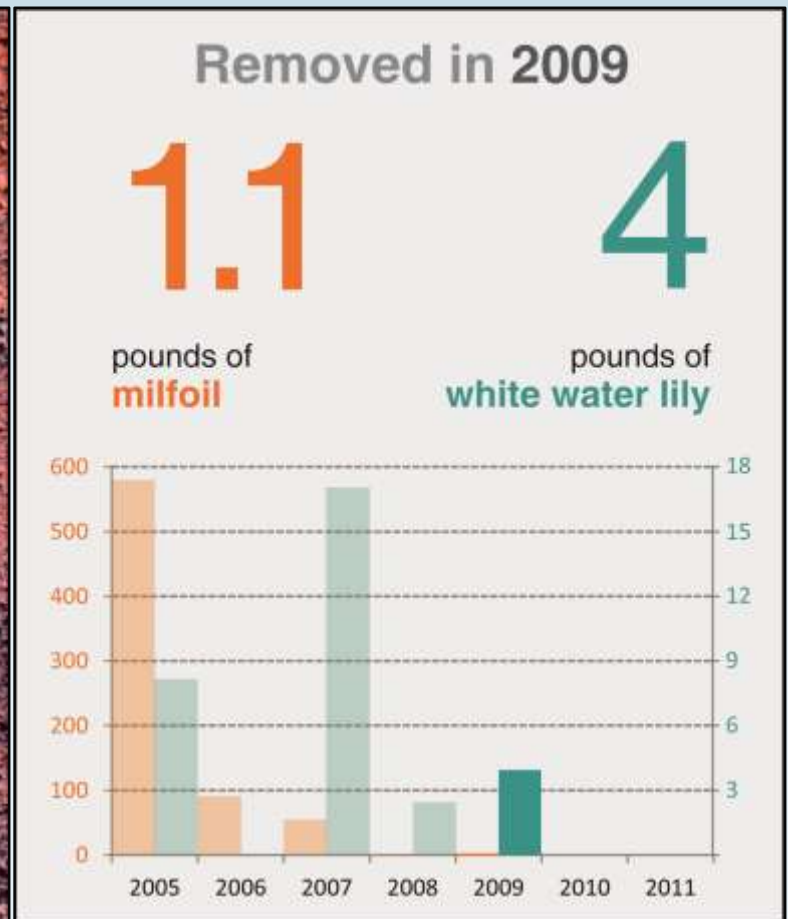 Removed in 2009
1.1 4
pounds of pounds of
milfoil white water lily
600 18
500 15
400 12
300 9
200 6
100 3
0
2005 2006 2007 2008 2009 2010 2011